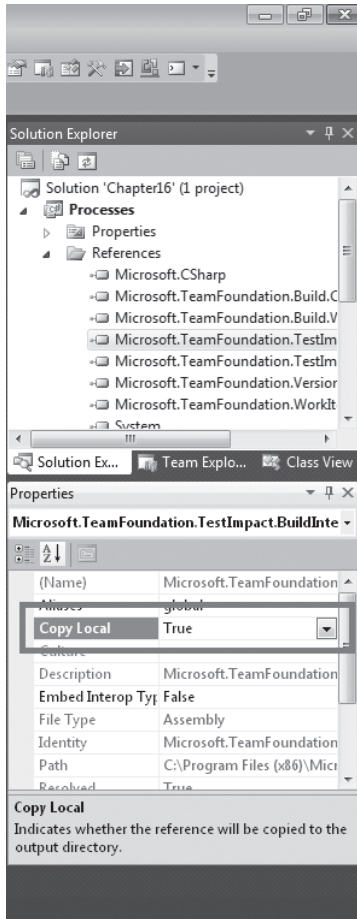 Solution Explorer
Solution 'Chapter16' (1 project)
Processes
Properties
References
Microsoft.CSharp
Microsoft.TeamFoundation.Build.C
Microsoft.TeamFoundation.Build.W
Microsoft.TeamFoundation.TestIm
Microsoft.TeamFoundation.TestIm
Microsoft.TeamFoundation.Version
Microsoft.TeamFoundation.WorkIt
System
Solution Ex... Team Explo... Class View
Properties
Microsoft.TeamFoundation.TestImpact.BuildInte
(Name) Microsoft.TeamFoundation
Aliases global
Copy Local True
Culture
Description Microsoft.TeamFoundation
Embed Interop Typ False
File Type Assembly
Identity Microsoft.TeamFoundation
Path C:\Program Files (x86)\Micr
Resolved True
Copy Local
Indicates whether the reference will be copied to the
output directory.